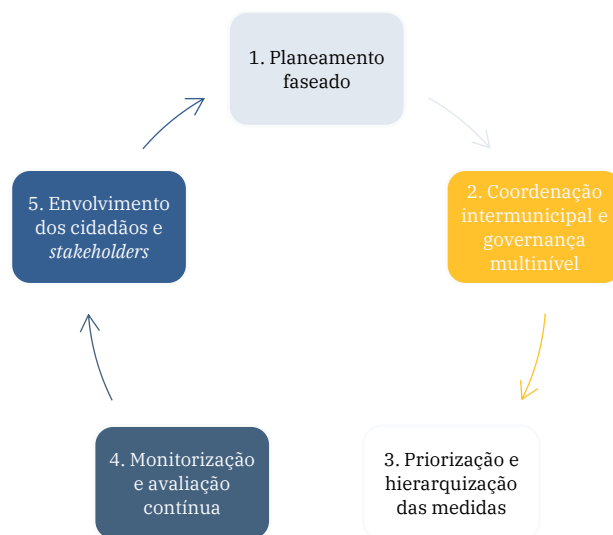 1. Planeamento
faseado
2. Coordenação
intermunicipal e
governança
multinível
3. Priorização e
hierarquização
das medidas
4. Monitorização
e avaliação
contínua
5. Envolvimento
dos cidadãos e
stakeholders